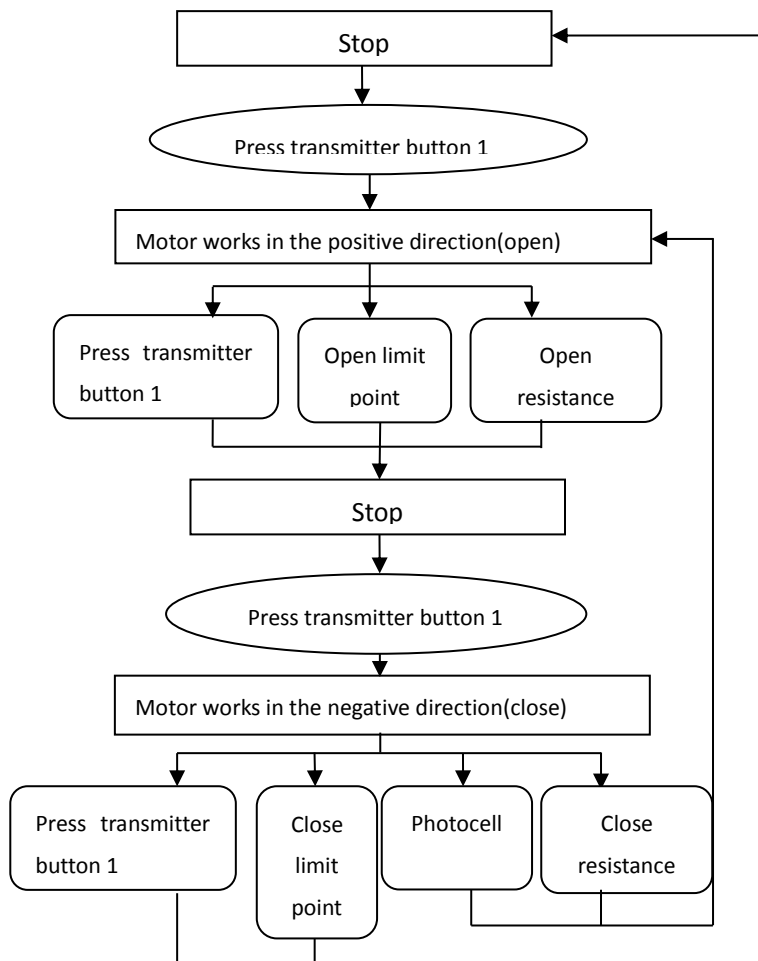 Stop
Press transmitter button 1
Motor works in the positive direction(open)
Press transmitter
button 1
Open limit
point
Open
resistance
Stop
Press transmitter button 1
Motor works in the negative direction(close)
Press transmitter
button 1
Close
limit
point
Photocell
Close
resistance